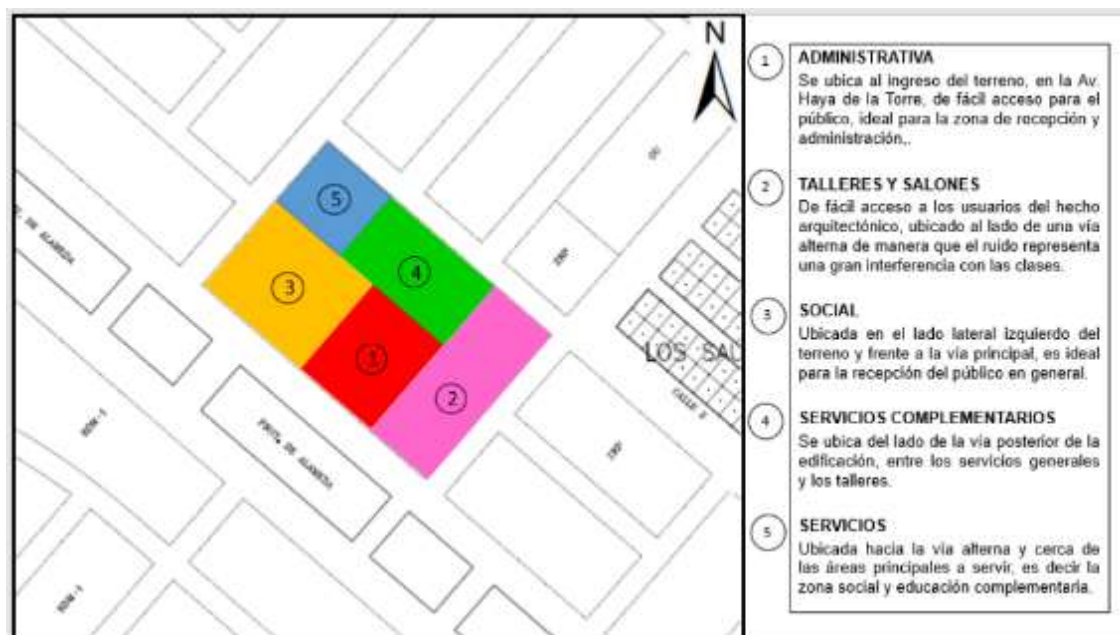 N
5
4
3
1
2
LOS SAU
CALLE 8
1
ADMINISTRATIVA
Se ubica al ingreso del terreno, en la Av.
Haya de la Torre, de fácil acceso para el
público, ideal para la zona de recepción y
administración..
2
TALLERES Y SALONES
De fácil acceso a los usuarios del hecho
arquitectónico, ubicado al lado de una vía
alterna de manera que el ruido representa
una gran interferencia con las clases.
3
SOCIAL
Ubicada en el lado lateral izquierdo del
terreno y frente a la vía principal, es ideal
para la recepción del público en general.
4
SERVICIOS COMPLEMENTARIOS
Se ubica del lado de la vía posterior de la
edificación, entre los servicios generales
y los talleres.
5
SERVICIOS
Ubicada hacia la vía alterna y cerca de
las áreas principales a servir, es decir la
zona social y educación complementaria.